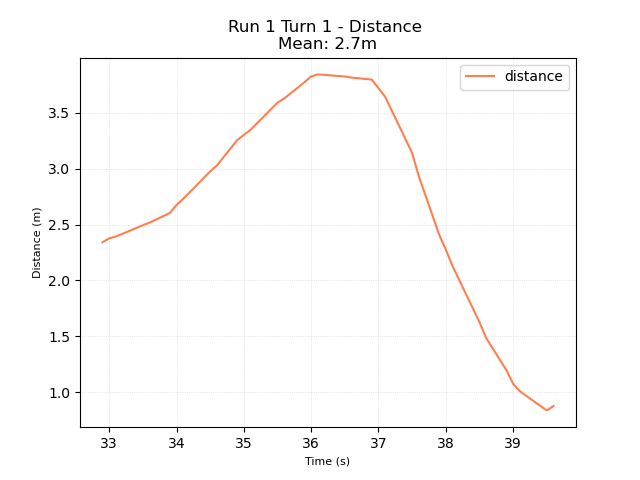 Run 1 Turn 1 - Distance
Mean: 2.7m
distance
Distance (m)
3.5
3.0
2.5
2.0
1.5
1.0
33 34 35 36 37 38 39
Time (s)